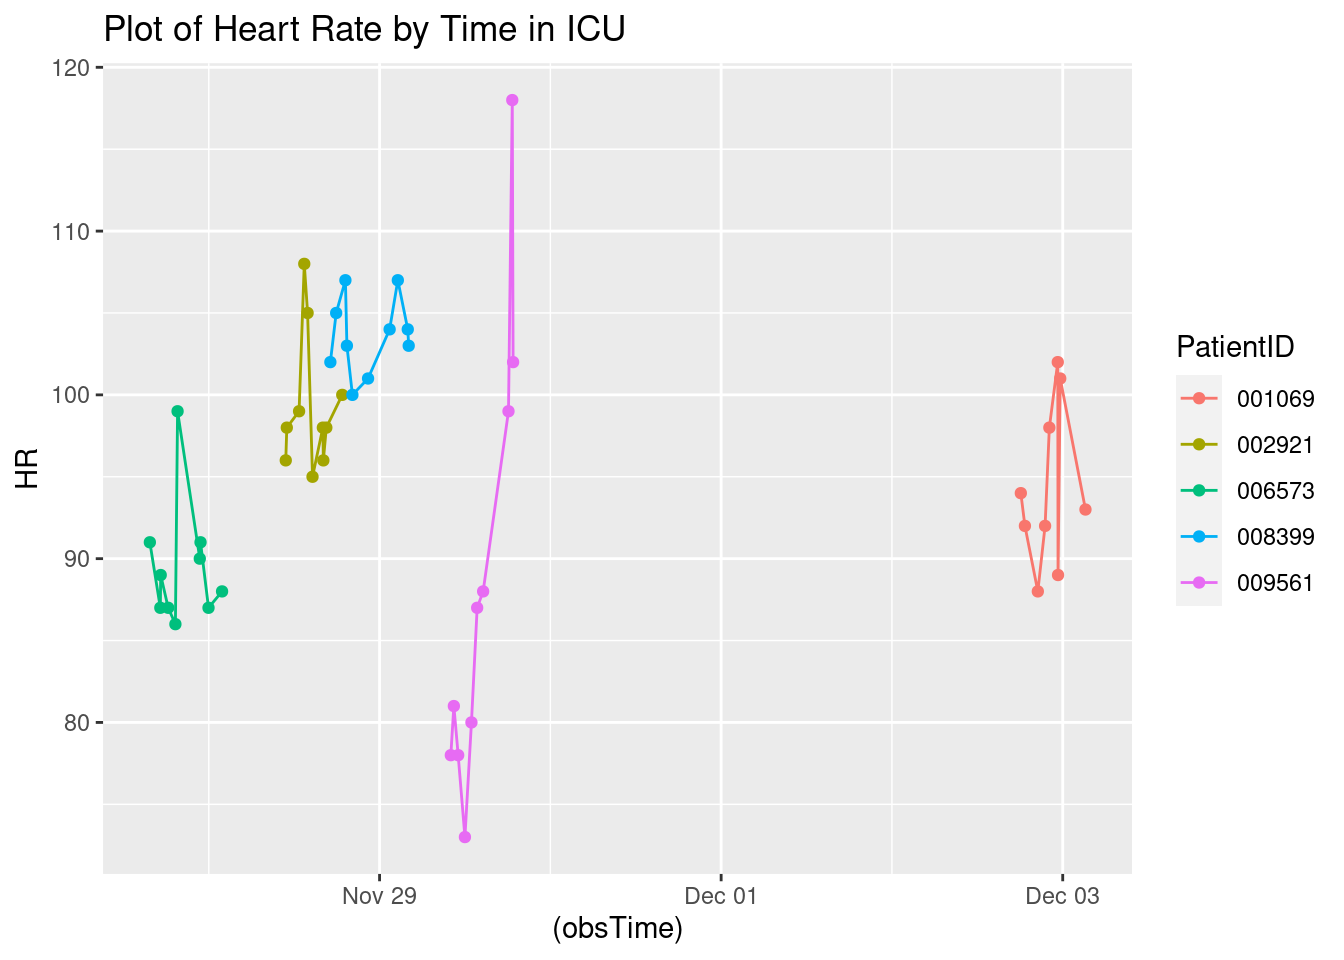 Plot of Heart Rate by Time in ICU
120
110
100
90
80
HR
Nov 29
Dec 01
Dec 03
(obsTime)
PatientID
001069
002921
006573
008399
009561